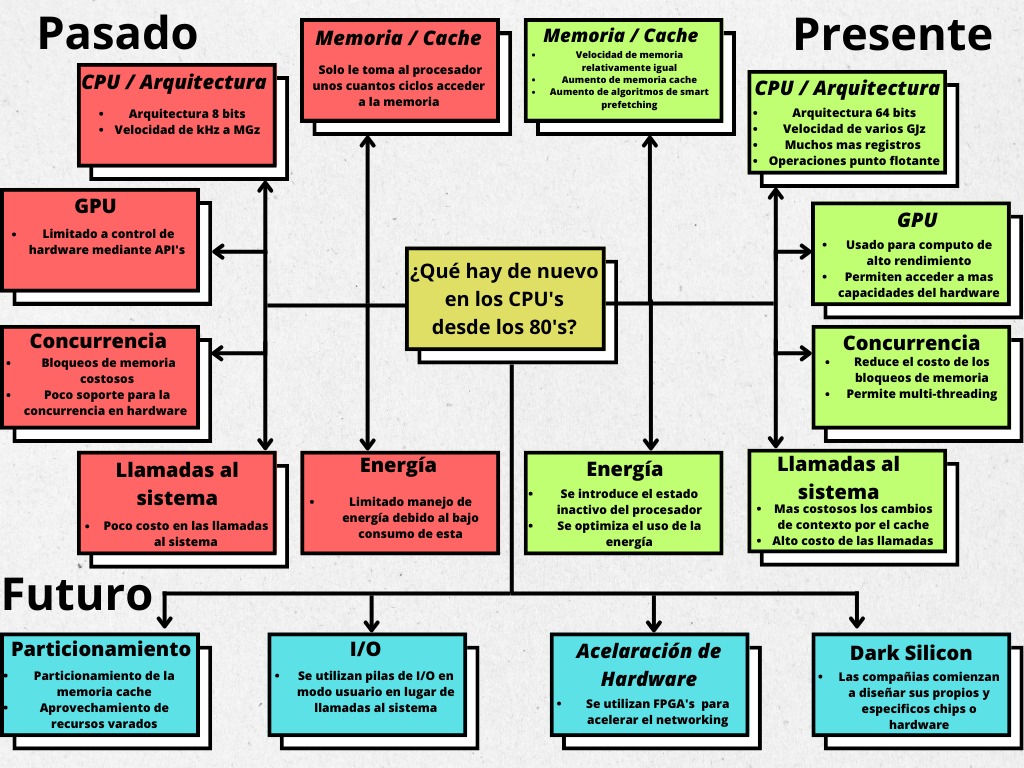 Pasado
CPU / Arquitectura
• Arquitectura 8 bits
• Velocidad de kHz a MGz
Memoria / Cache
Solo le toma al procesador
unos cuantos ciclos acceder
a la memoria
Memoria / Cache
• Velocidad de memoria
relativamente igual
• Aumento de memoria cache
• Aumento de algoritmos de smart
prefetching
Presente
CPU / Arquitectura
• Arquitectura 64 bits
• Velocidad de varios GJz
• Muchos mas registros
• Operaciones punto flotante
GPU
• Limitado a control de
hardware mediante API's
¿Qué hay de nuevo
en los CPU's
desde los 80's?
GPU
• Usado para computo de
alto rendimiento
• Permiten acceder a mas
capacidades del hardware
Concurrencia
• Bloqueos de memoria
costosos
• Poco soporte para la
concurrencia en hardware
Concurrencia
• Reduce el costo de los
bloqueos de memoria
• Permite multi-threading
Llamadas al
sistema
• Poco costo en las llamadas
al sistema
Energía
• Limitado manejo de
energía debido al bajo
consumo de esta
Energía
• Se introduce el estado
inactivo del procesador
• Se optimiza el uso de la
energía
Llamadas al
sistema
• Mas costosos los cambios
de contexto por el cache
• Alto costo de las llamadas
Futuro
Particionamiento
• Particionamiento de la
memoria cache
• Aprovechamiento de
recursos varados
I/O
• Se utilizan pilas de I/O en
modo usuario en lugar de
llamadas al sistema
Acelaración de
Hardware
• Se utilizan FPGA's para
acelerar el networking
Dark Silicon
• Las compañias comienzan
a diseñar sus propios y
especificos chips o
hardware